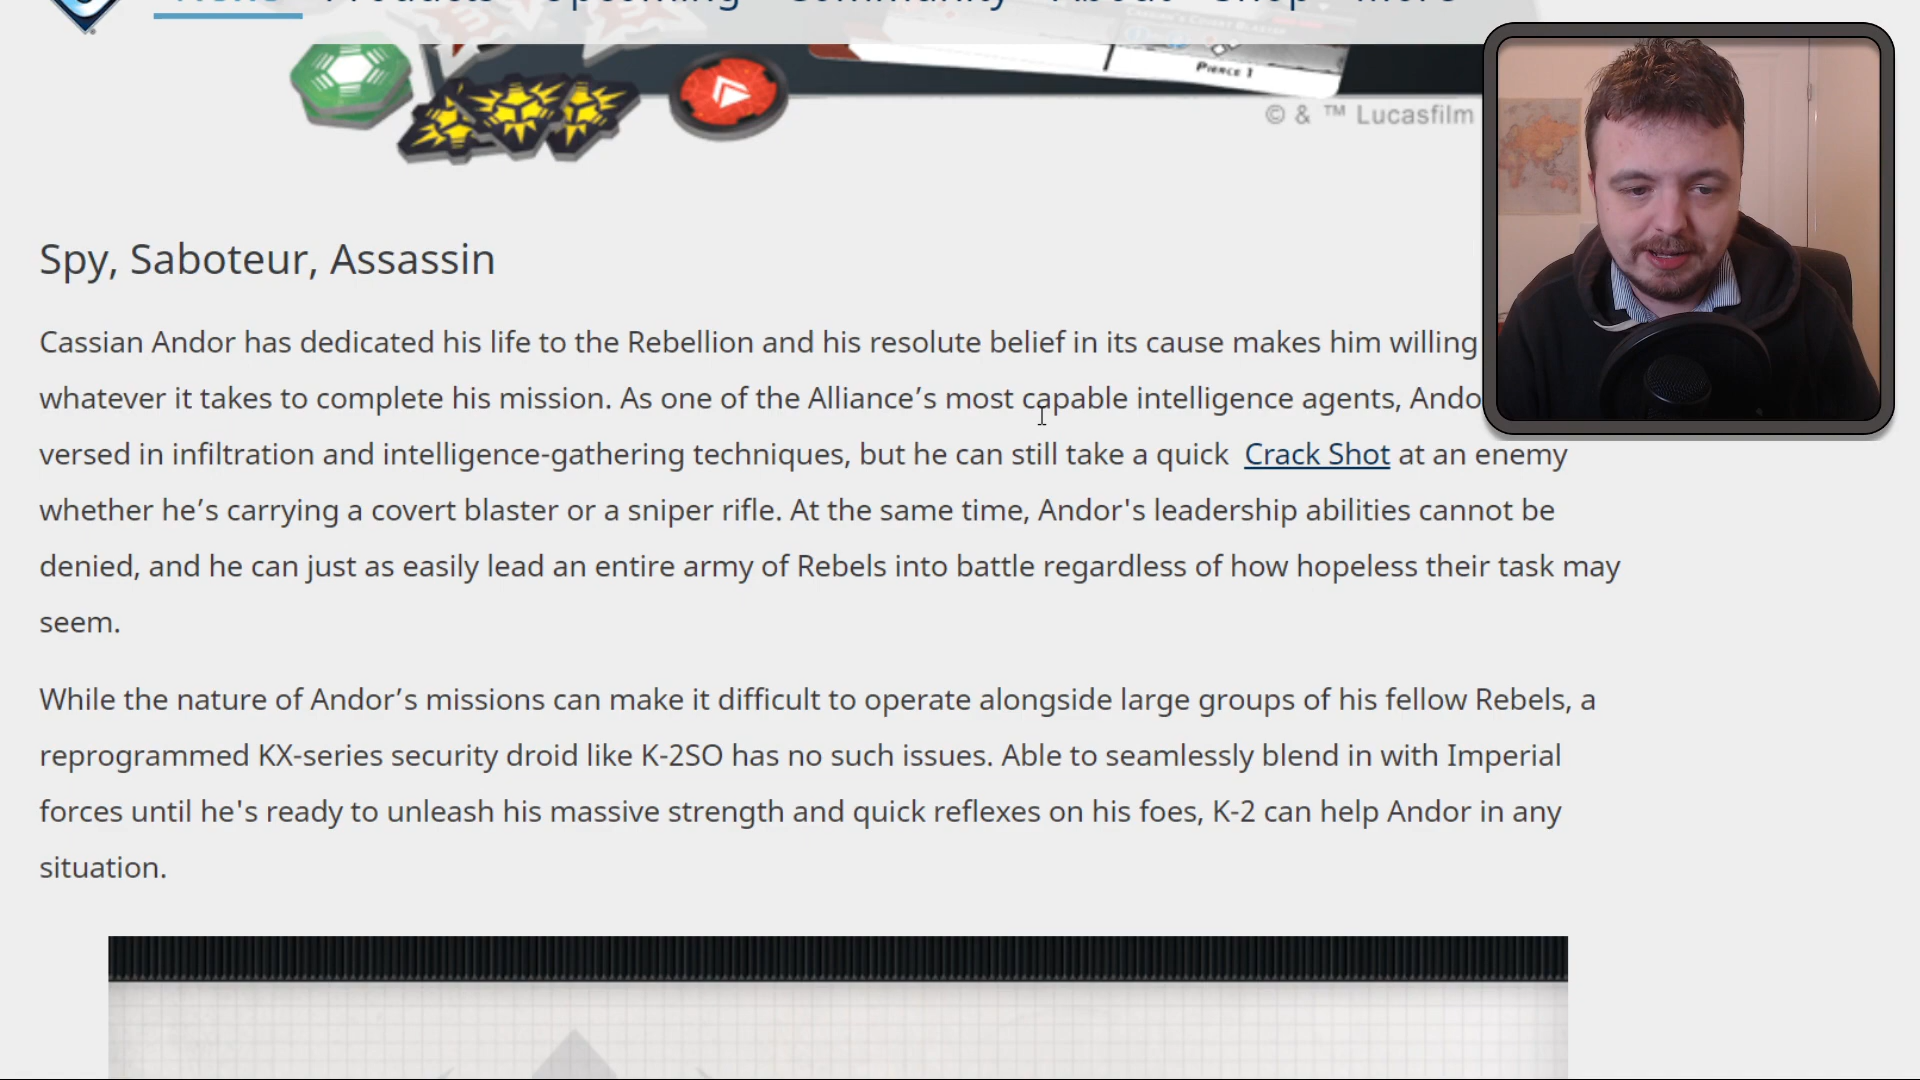 News Products Upcoming Community About Shop More
PIERCE 1
© & ™ Lucasfilm
Spy, Saboteur, Assassin
Cassian Andor has dedicated his life to the Rebellion and his resolute belief in its cause makes him willing
whatever it takes to complete his mission. As one of the Alliance’s most capable intelligence agents, Ando
versed in infiltration and intelligence-gathering techniques, but he can still take a quick Crack Shot at an enemy
whether he’s carrying a covert blaster or a sniper rifle. At the same time, Andor's leadership abilities cannot be
denied, and he can just as easily lead an entire army of Rebels into battle regardless of how hopeless their task may
seem.
While the nature of Andor’s missions can make it difficult to operate alongside large groups of his fellow Rebels, a
reprogrammed KX-series security droid like K-2SO has no such issues. Able to seamlessly blend in with Imperial
forces until he's ready to unleash his massive strength and quick reflexes on his foes, K-2 can help Andor in any
situation.